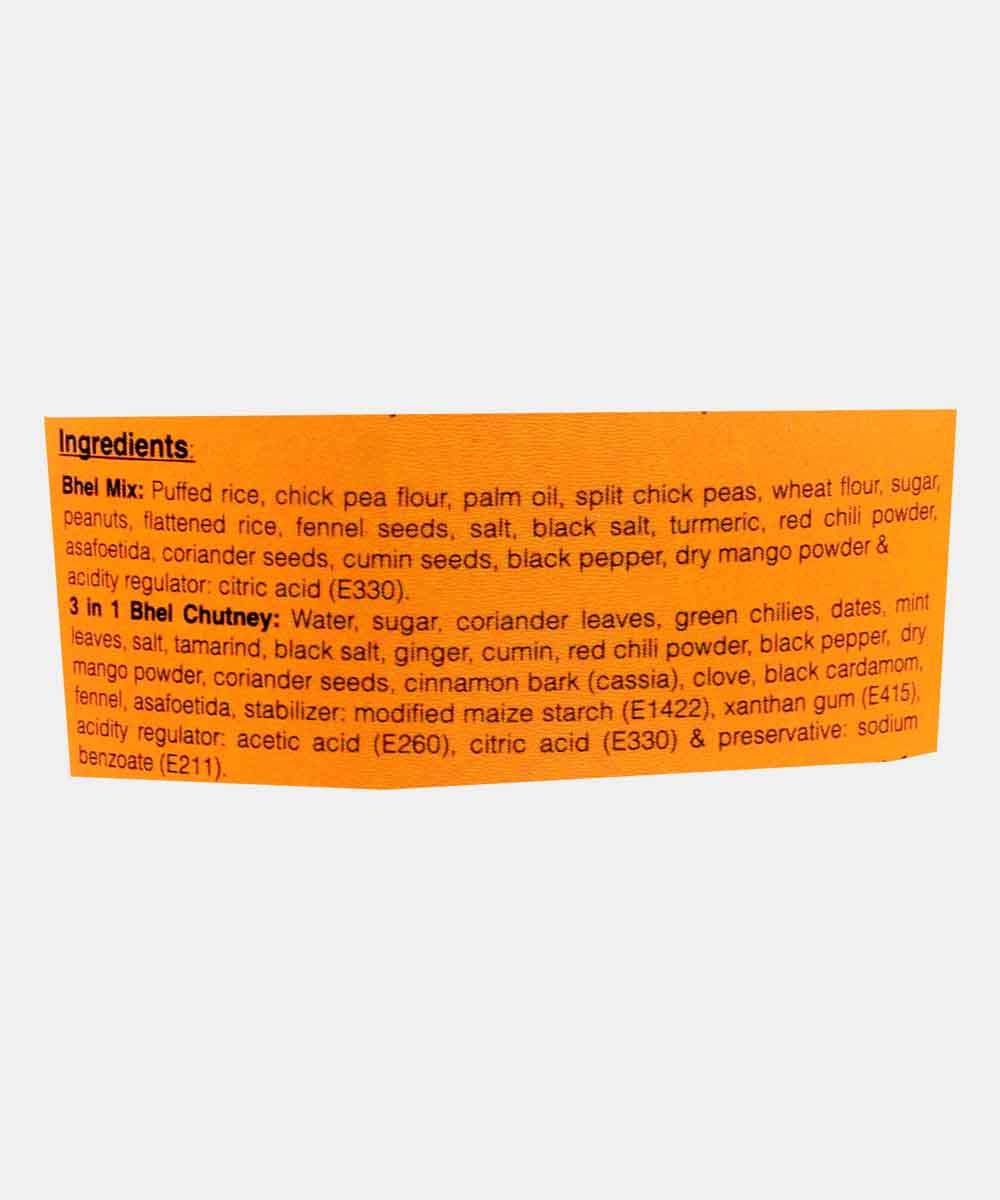 Ingredients:
Bhel Mix: Puffed rice, chick pea flour, palm oil, split chick peas, wheat flour, sugar,
peanuts, flattened rice, fennel seeds, salt, black salt, turmeric, red chili powder,
asafoetida, coriander seeds, cumin seeds, black pepper, dry mango powder &
acidity regulator: citric acid (E330).
3 in 1 Bhel Chutney: Water, sugar, coriander leaves, green chilies, dates, mint
leaves, salt, tamarind, black salt, ginger, cumin, red chili powder, black pepper, dry
mango powder, coriander seeds, cinnamon bark (cassia), clove, black cardamom,
fennel, asafoetida, stabilizer: modified maize starch (E1422), xanthan gum (E415),
acidity regulator: acetic acid (E260), citric acid (E330) & preservative: sodium
benzoate (E211).